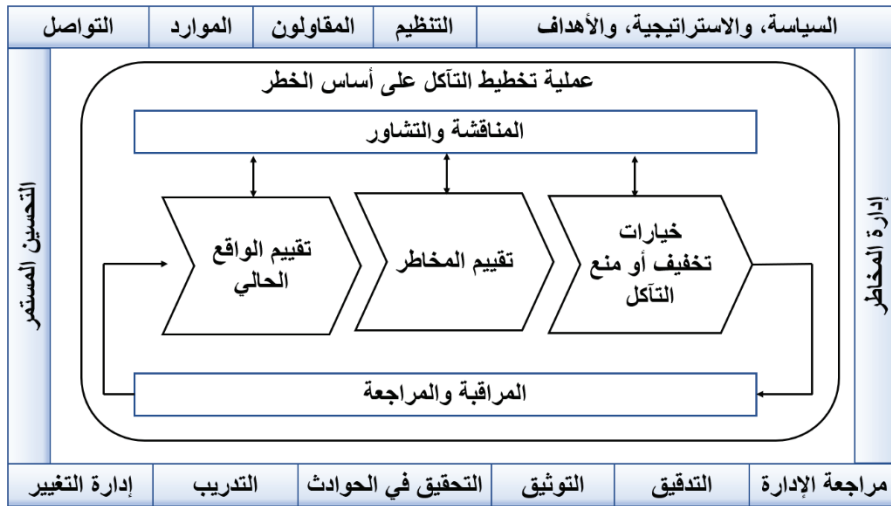 السياسة، والاستراتيجية، والأهداف
التنظيم
المقاولون
الموارد
التواصل
إدارة المخاطر
عملية تخطيط التآكل على أساس الخطر
المناقشة والتشاور
تقييم الواقع
الحالي
تقييم المخاطر
خيارات
تخفيف أو منع
التآكل
المراقبة والمراجعة
التحسين المستمر
مراجعة الإدارة
التدقيق
التوثيق
التحقيق في الحوادث
التدريب
إدارة التغيير